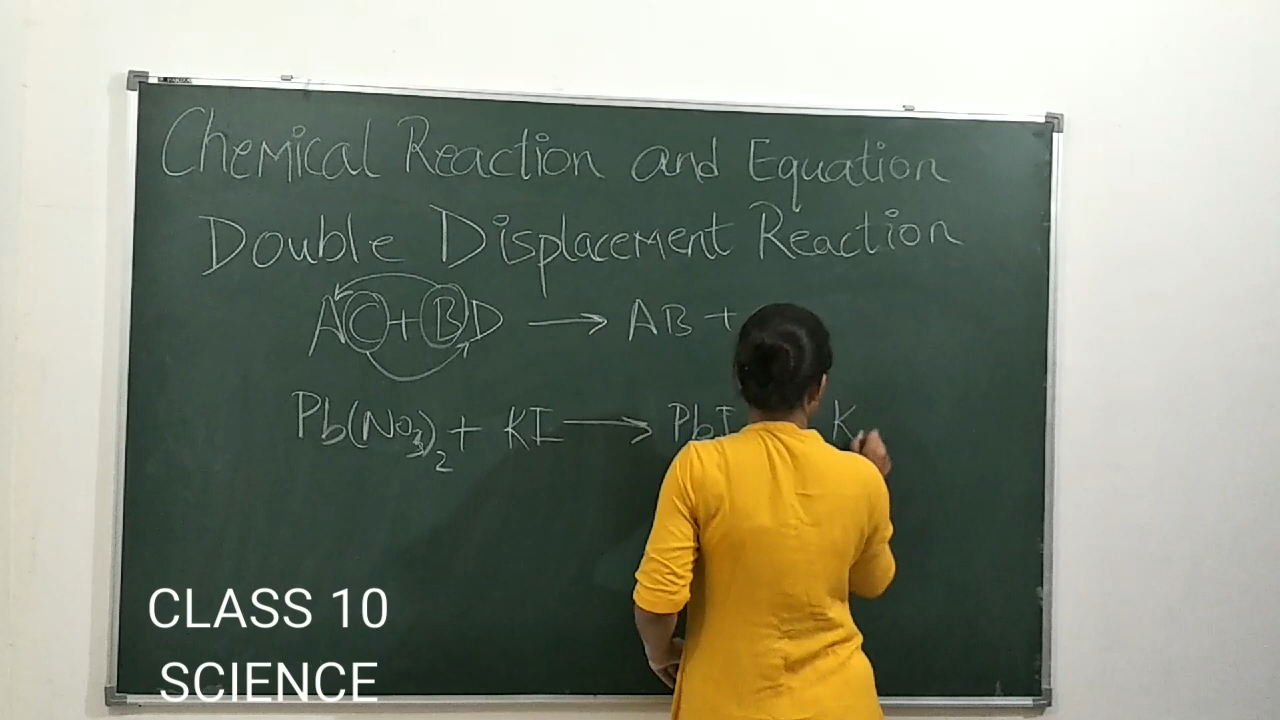 Chemical Reaction and Equation
Double Displacement Reaction
AC + BD → AB +
Pb(NO3)2 + KI → PbI K
CLASS 10
SCIENCE